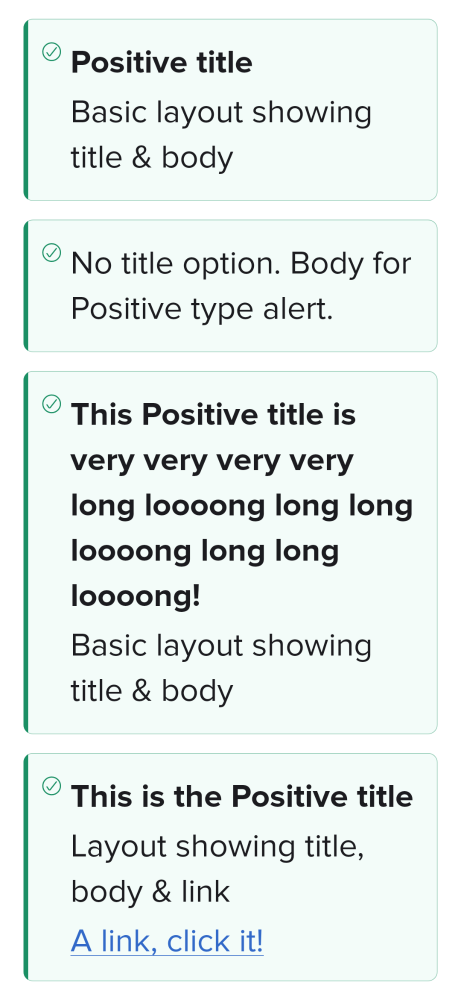 Positive title
Basic layout showing
title & body
No title option. Body for
Positive type alert.
This Positive title is
very very very very
long loooong long long
loooong long long
loooong!
Basic layout showing
title & body
This is the Positive title
Layout showing title,
body & link
A link, click it!